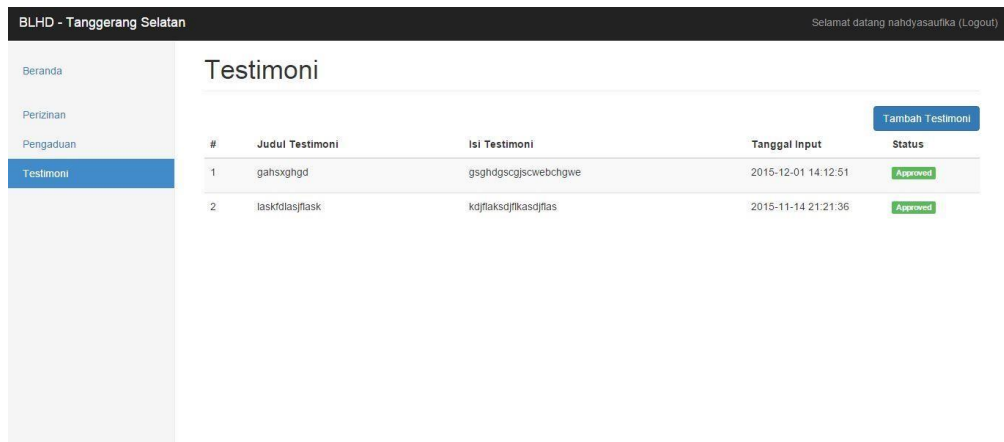 BLHD - Tanggerang Selatan
Selamat datang nahdyasaufika (Logout)
Beranda
Perizinan
Pengaduan
Testimoni
Testimoni
Tambah Testimoni
# Judul Testimoni Isi Testimoni Tanggal Input Status
1 gahsxghgd gsghdgscgjscwebchgwe 2015-12-01 14:12:51 Approved
2 laskfdlasjflask kdjflaksdjflkasdjflas 2015-11-14 21:21:36 Approved